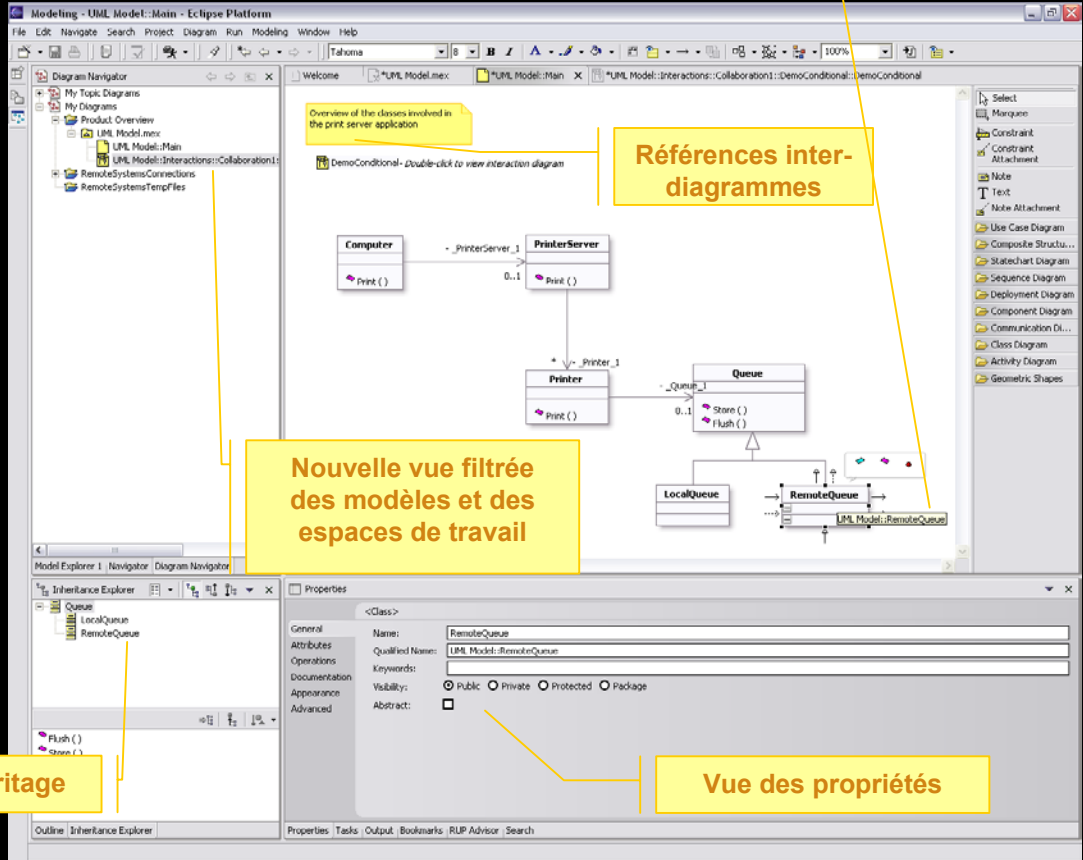 Modeling - UML Model::Main - Eclipse Platform
File Edit Navigate Search Project Diagram Run Modeling Window Help
Tahoma 8 B I A 100%
Diagram Navigator
My Topic Diagrams
My Diagrams
Product Overview
UML Model.mex
UML Model::Main
UML Model::Interactions::Collaboration1:
RemoteSystemsConnections
RemoteSystemsTempFiles
Model Explorer 1 Navigator Diagram Navigator
Welcome *UML Model.mex *UML Model::Main X *UML Model::Interactions::Collaboration1::DemoConditional::DemoConditional
Overview of the classes involved in
the print server application
DemoConditional - Double-click to view interaction diagram
Références inter-
diagrammes
Computer
Print ( )
- _PrinterServer_1
0..1
PrinterServer
Print ( )
* - _Printer_1
Printer
Print ( )
- _Queue_1
0..1
Queue
Store ( )
Flush ( )
LocalQueue
RemoteQueue
UML Model::RemoteQueue
Nouvelle vue filtrée
des modèles et des
espaces de travail
Select
Marquee
Constraint
Constraint
Attachment
Note
T Text
Note Attachment
Use Case Diagram
Composite Structu...
Statechart Diagram
Sequence Diagram
Deployment Diagram
Component Diagram
Communication Di...
Class Diagram
Activity Diagram
Geometric Shapes
Inheritance Explorer
Queue
LocalQueue
RemoteQueue
Flush ( )
Store ( )
ritage
Outline Inheritance Explorer
Properties
<Class>
General
Attributes
Operations
Documentation
Appearance
Advanced
Name: RemoteQueue
Qualified Name: UML Model::RemoteQueue
Keywords:
Visibility: Public Private Protected Package
Abstract:
Vue des propriétés
Properties Tasks Output Bookmarks RUP Advisor Search